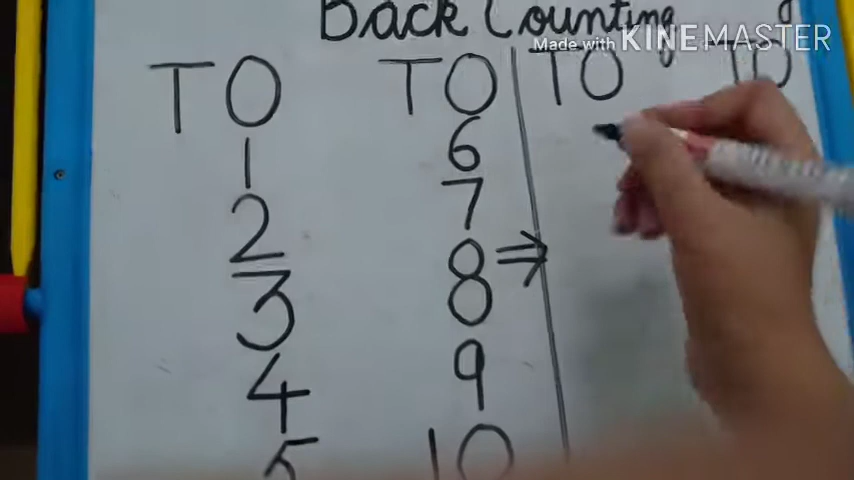 Back Counting
Made with KINEMASTER
TO TO TO TO
1 6
2 7
3 8 ⇒
4 9
5 10